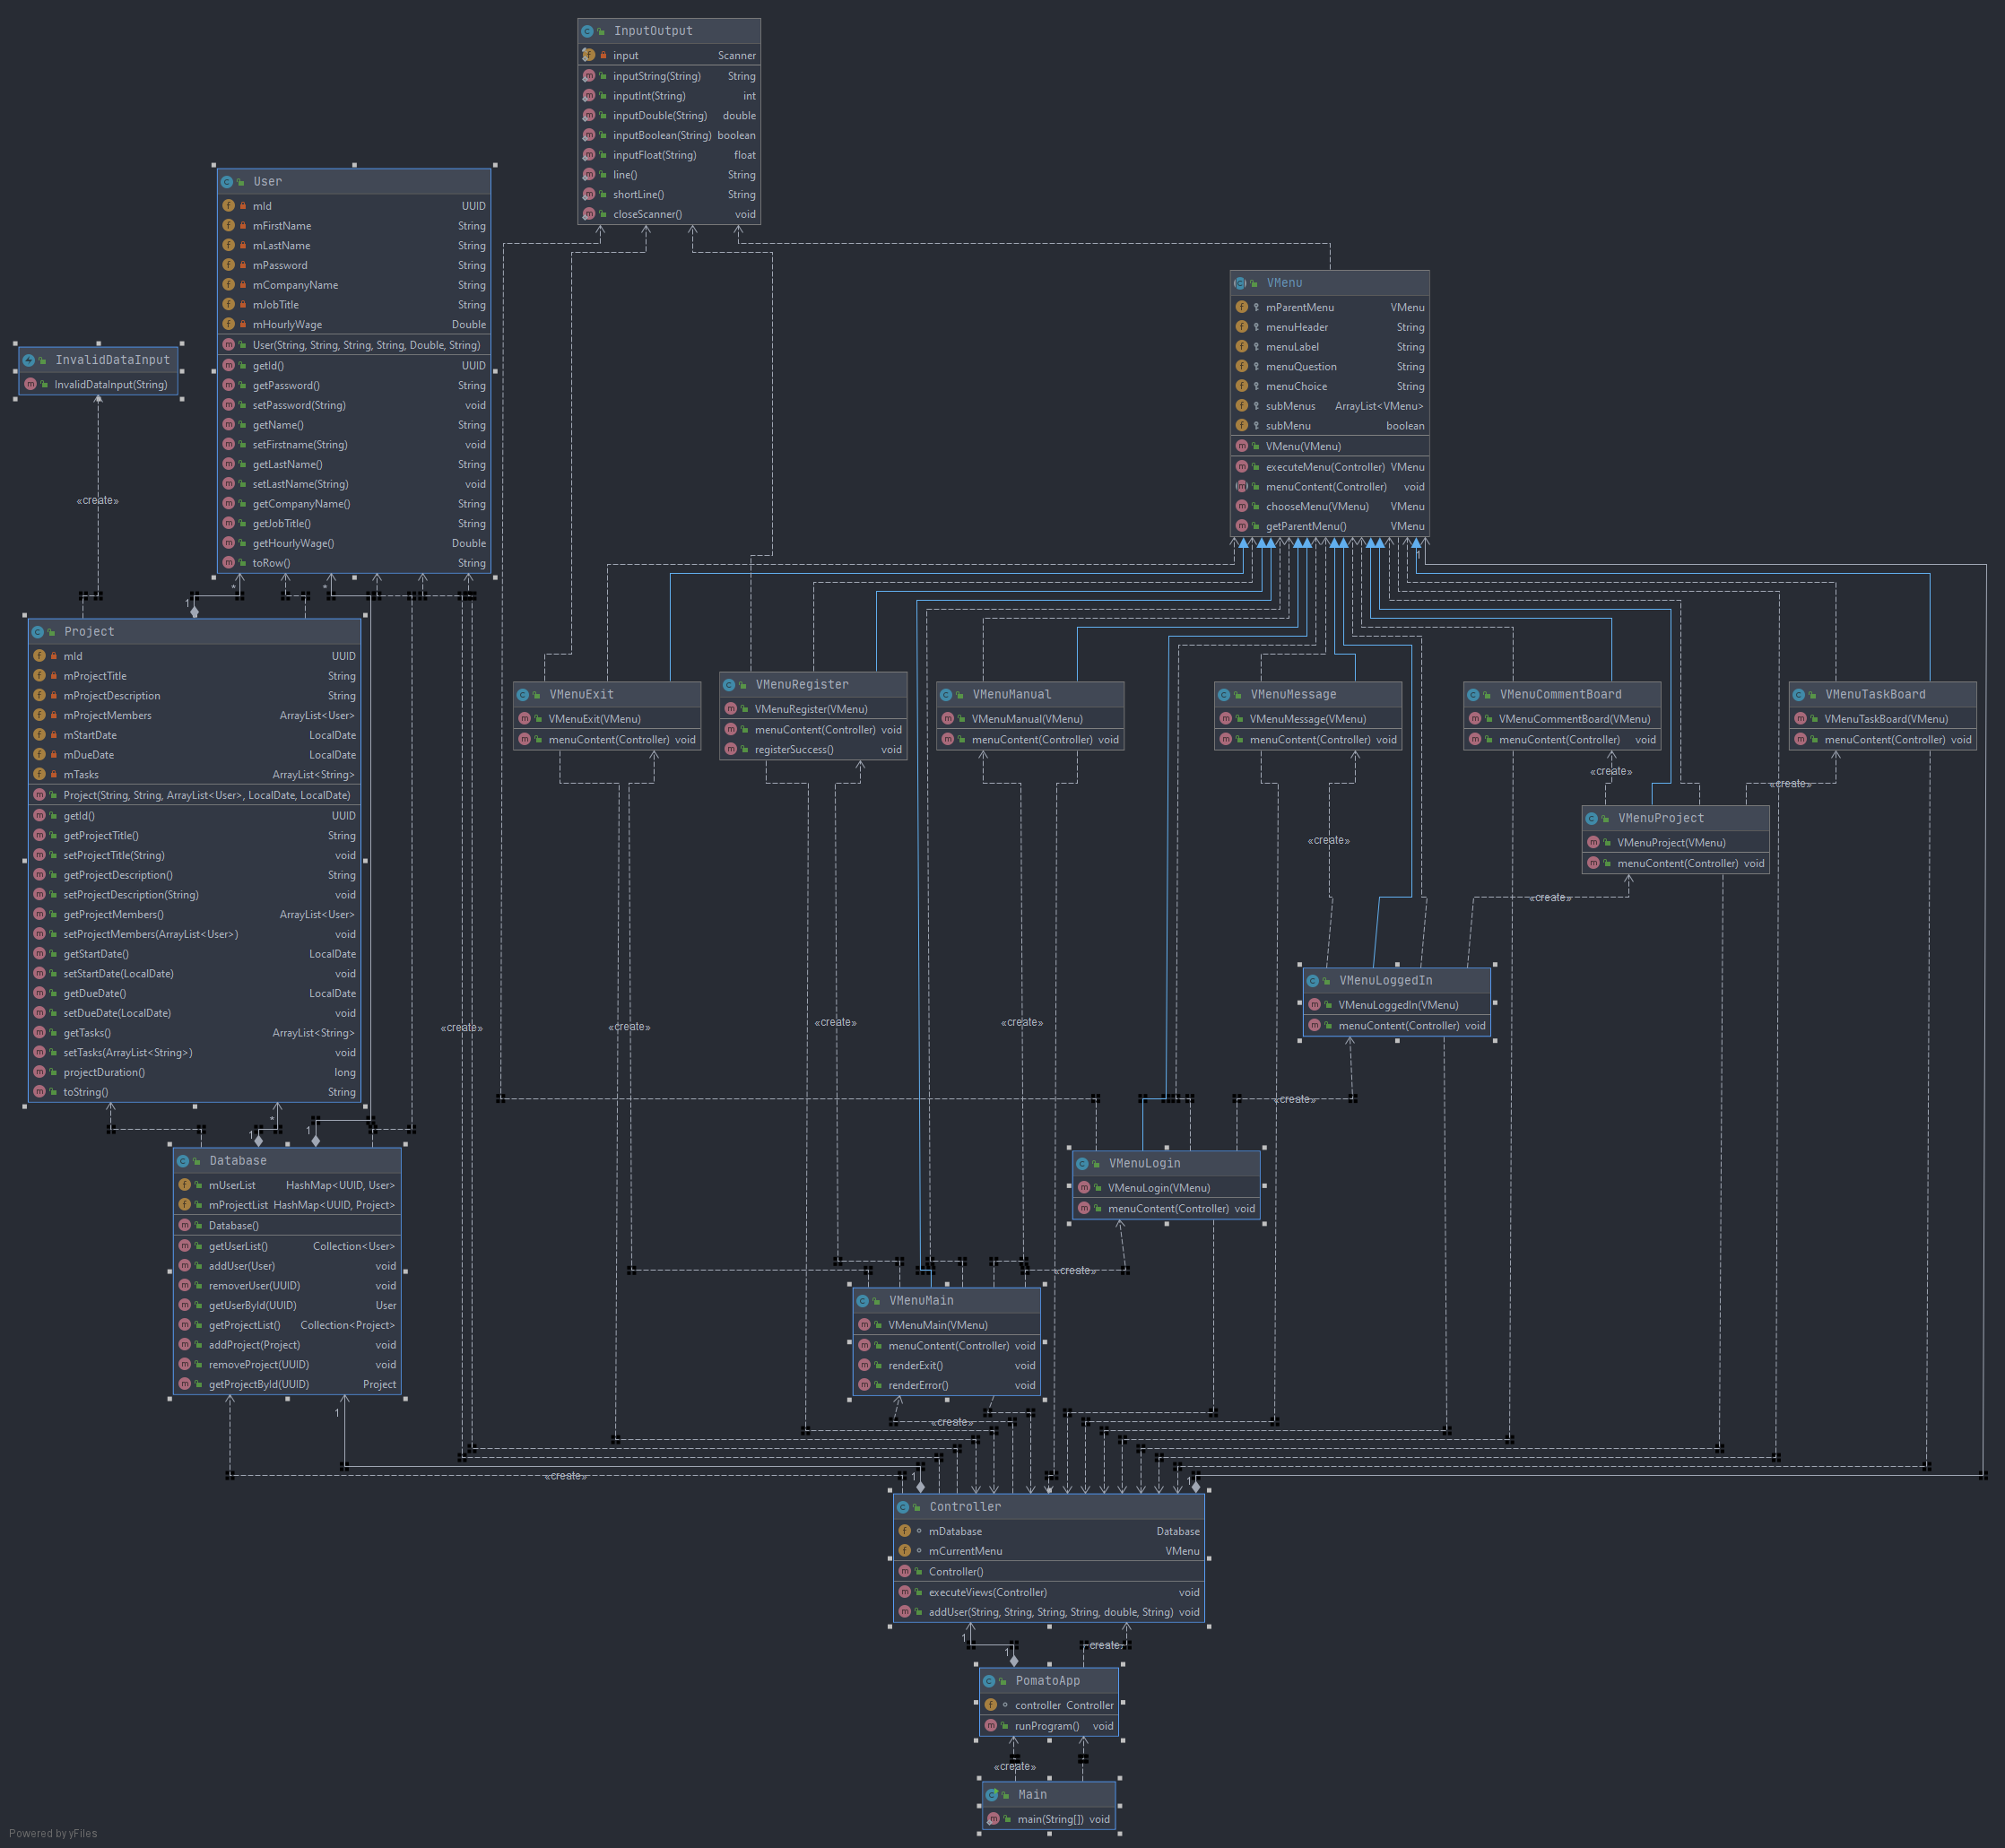 InputOutput
input Scanner
inputString(String) String
inputInt(String) int
inputDouble(String) double
inputBoolean(String) boolean
inputFloat(String) float
line() String
shortLine() String
closeScanner() void
User
mId UUID
mFirstName String
mLastName String
mPassword String
mCompanyName String
mJobTitle String
mHourlyWage Double
User(String, String, String, String, Double, String)
getId() UUID
getPassword() String
setPassword(String) void
getName() String
setFirstname(String) void
getLastName() String
setLastName(String) void
getCompanyName() String
getJobTitle() String
getHourlyWage() Double
toRow() String
VMenu
mParentMenu VMenu
menuHeader String
menuLabel String
menuQuestion String
menuChoice String
subMenus ArrayList<VMenu>
subMenu boolean
VMenu(VMenu)
executeMenu(Controller) VMenu
menuContent(Controller) void
chooseMenu(VMenu) VMenu
getParentMenu() VMenu
1
InvalidDataInput
InvalidDataInput(String)
«create»
* *
1
Project
mId UUID
mProjectTitle String
mProjectDescription String
mProjectMembers ArrayList<User>
mStartDate LocalDate
mDueDate LocalDate
mTasks ArrayList<String>
Project(String, String, ArrayList<User>, LocalDate, LocalDate)
getId() UUID
getProjectTitle() String
setProjectTitle(String) void
getProjectDescription() String
setProjectDescription(String) void
getProjectMembers() ArrayList<User>
setProjectMembers(ArrayList<User>) void
getStartDate() LocalDate
setStartDate(LocalDate) void
getDueDate() LocalDate
setDueDate(LocalDate) void
getTasks() ArrayList<String>
setTasks(ArrayList<String>) void
projectDuration() long
toString() String
VMenuExit
VMenuExit(VMenu)
menuContent(Controller) void
VMenuRegister
VMenuRegister(VMenu)
menuContent(Controller) void
registerSuccess() void
VMenuManual
VMenuManual(VMenu)
menuContent(Controller) void
VMenuMessage
VMenuMessage(VMenu)
menuContent(Controller) void
VMenuCommentBoard
VMenuCommentBoard(VMenu)
menuContent(Controller) void
VMenuTaskBoard
VMenuTaskBoard(VMenu)
menuContent(Controller) void
«create»
«create»
VMenuProject
VMenuProject(VMenu)
menuContent(Controller) void
«create»
«create»
VMenuLoggedIn
VMenuLoggedIn(VMenu)
menuContent(Controller) void
«create»
«create»
«create»
«create»
«create»
*
1
1
Database
mUserList HashMap<UUID, User>
mProjectList HashMap<UUID, Project>
Database()
getUserList() Collection<User>
addUser(User) void
removerUser(UUID) void
getUserById(UUID) User
getProjectList() Collection<Project>
addProject(Project) void
removeProject(UUID) void
getProjectById(UUID) Project
VMenuLogin
VMenuLogin(VMenu)
menuContent(Controller) void
«create»
VMenuMain
VMenuMain(VMenu)
menuContent(Controller) void
renderExit() void
renderError() void
1
«create»
«create»
1
1
Controller
mDatabase Database
mCurrentMenu VMenu
Controller()
executeViews(Controller) void
addUser(String, String, String, String, double, String) void
1
1
«create»
PomatoApp
controller Controller
runProgram() void
«create»
Main
main(String[]) void
Powered by yFiles